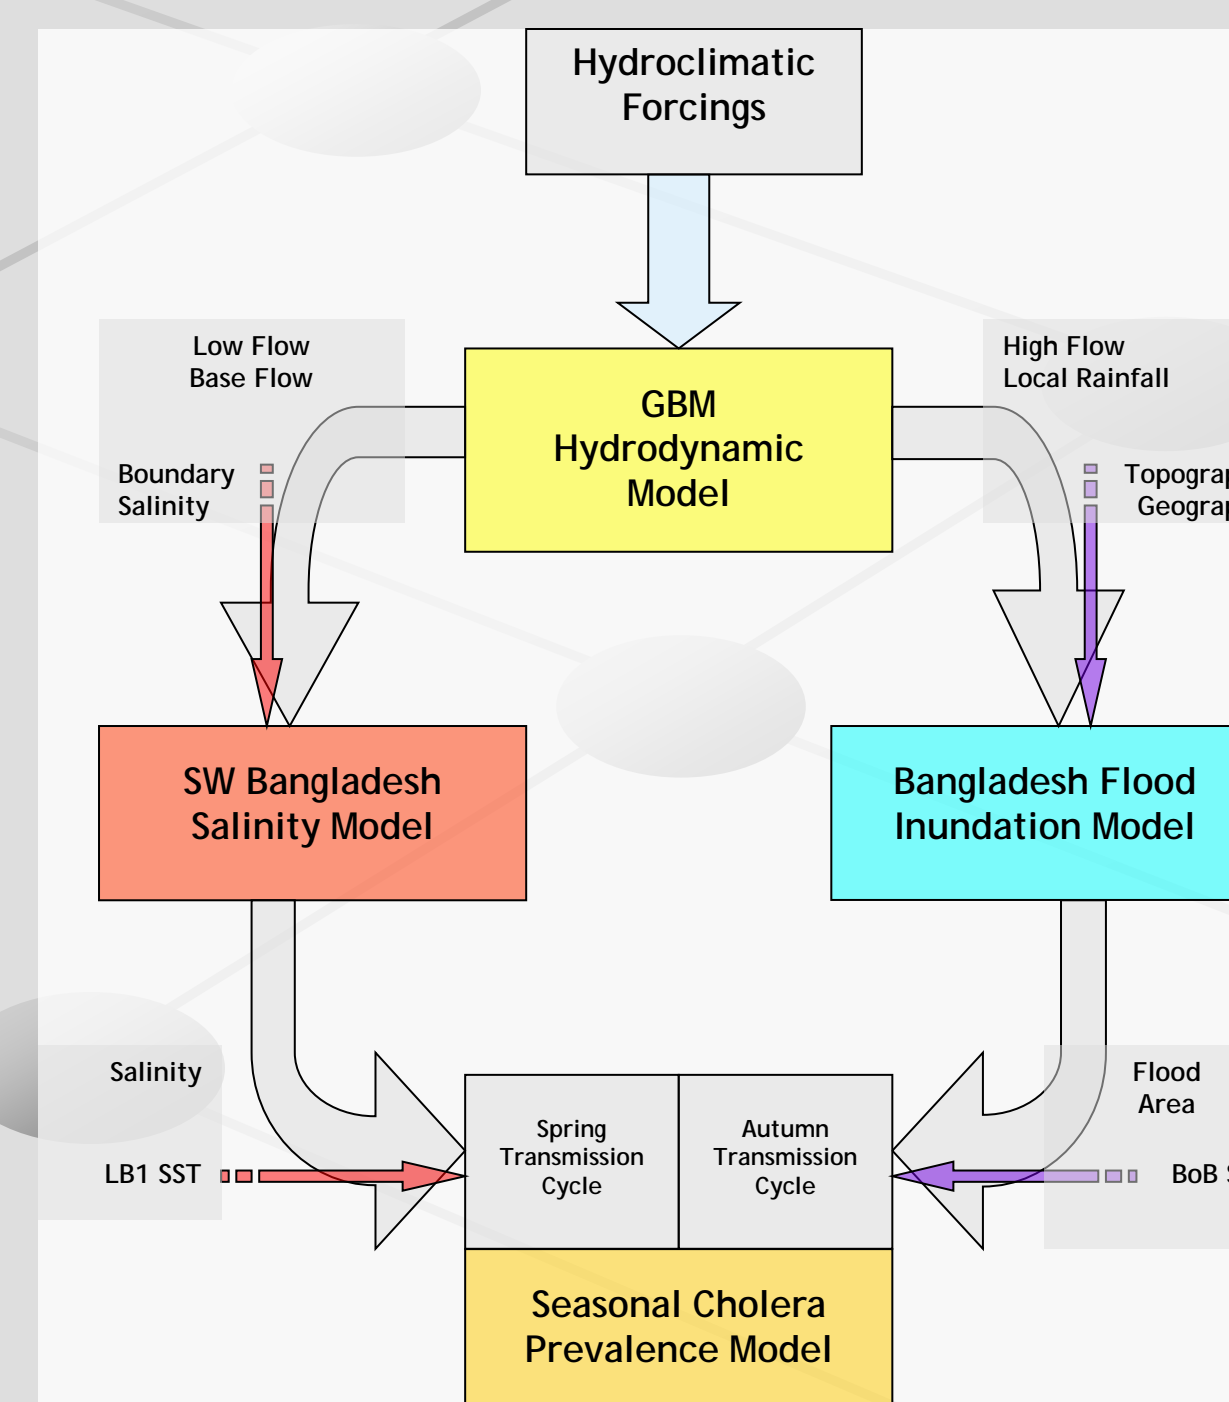 Hydroclimatic
Forcings
Low Flow
Base Flow
High Flow
Local Rainfall
GBM
Hydrodynamic
Model
Boundary
Salinity
SW Bangladesh
Salinity Model
Bangladesh Flood
Inundation Model
Salinity
LB1 SST
Spring
Transmission
Cycle
Autumn
Transmission
Cycle
Flood
Area
BoB
Seasonal Cholera
Prevalence Model